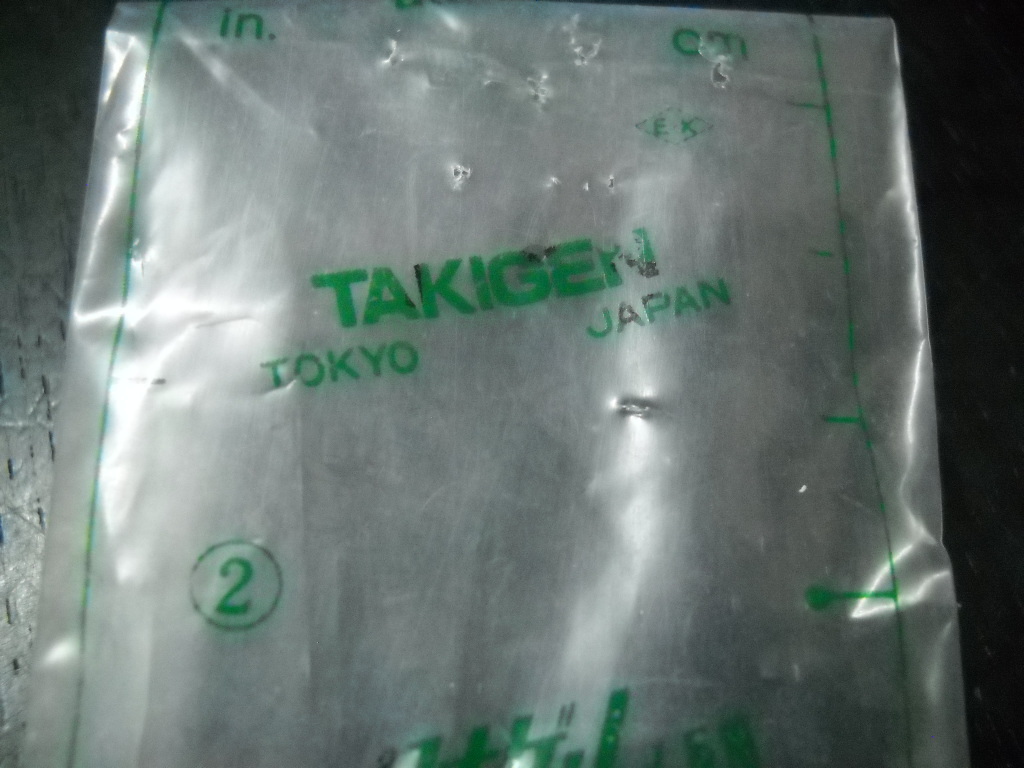 in.
cm
EK
TAKIGEN
JAPAN
TOKYO
2